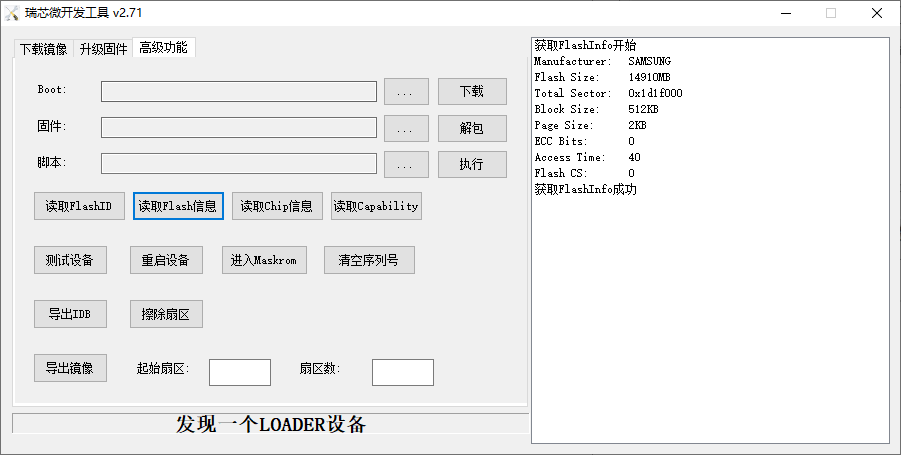 瑞芯微开发工具 v2.71
下载镜像 升级固件 高级功能
Boot: ... 下载
固件: ... 解包
脚本: ... 执行
读取FlashID 读取Flash信息 读取Chip信息 读取Capability
测试设备 重启设备 进入Maskrom 清空序列号
导出IDB 擦除扇区
导出镜像 起始扇区: 扇区数:
发现一个LOADER设备
获取FlashInfo开始
Manufacturer: SAMSUNG
Flash Size: 14910MB
Total Sector: 0x1d1f000
Block Size: 512KB
Page Size: 2KB
ECC Bits: 0
Access Time: 40
Flash CS: 0
获取FlashInfo成功